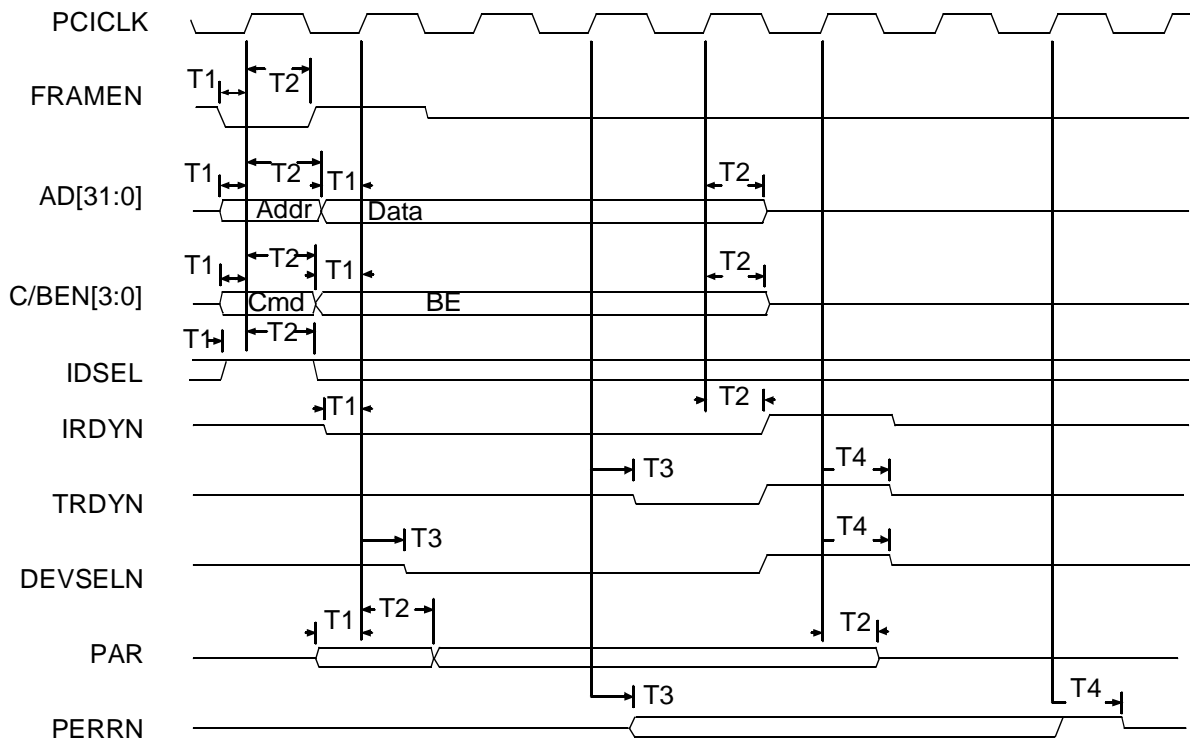 PCICLK
T1 T2
FRAMEN
T1 T2 T1 T2
AD[31:0]
Addr Data
T1 T2 T1 T2
C/BEN[3:0]
Cmd BE
T1 T2
IDSEL
T1 T2
IRDYN
T3 T4
TRDYN
T3 T4
DEVSELN
T1 T2 T2
PAR
T3 T4
PERRN